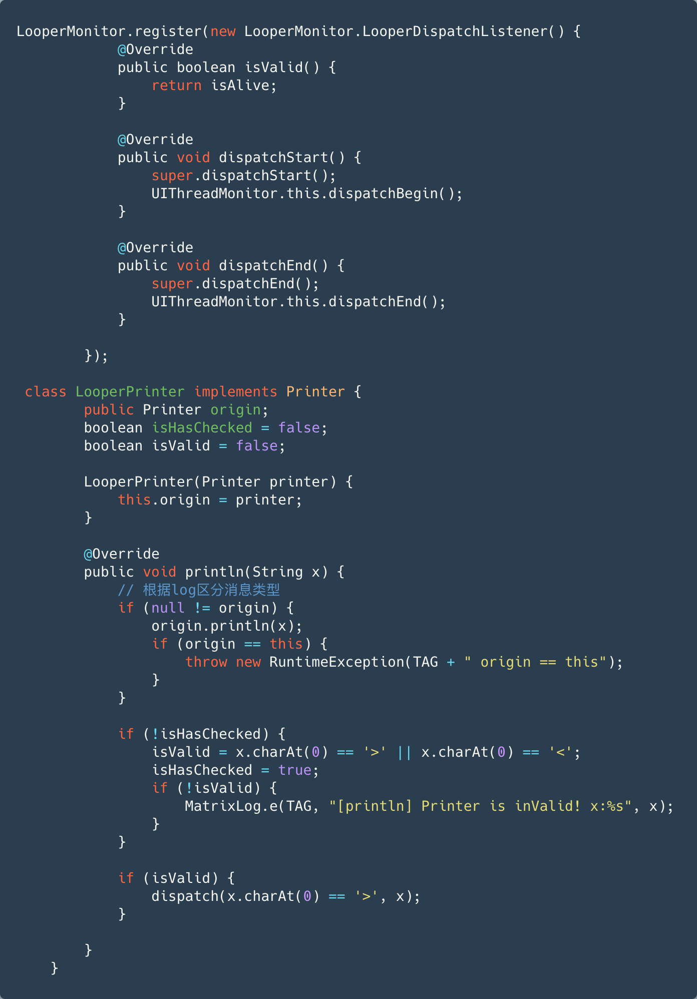 LooperMonitor.register(new LooperMonitor.LooperDispatchListener() {
            @Override
            public boolean isValid() {
                return isAlive;
            }

            @Override
            public void dispatchStart() {
                super.dispatchStart();
                UIThreadMonitor.this.dispatchBegin();
            }

            @Override
            public void dispatchEnd() {
                super.dispatchEnd();
                UIThreadMonitor.this.dispatchEnd();
            }

        });

 class LooperPrinter implements Printer {
        public Printer origin;
        boolean isHasChecked = false;
        boolean isValid = false;

        LooperPrinter(Printer printer) {
            this.origin = printer;
        }

        @Override
        public void println(String x) {
            // 根据log区分消息类型
            if (null != origin) {
                origin.println(x);
                if (origin == this) {
                    throw new RuntimeException(TAG + " origin == this");
                }
            }

            if (!isHasChecked) {
                isValid = x.charAt(0) == '>' || x.charAt(0) == '<';
                isHasChecked = true;
                if (!isValid) {
                    MatrixLog.e(TAG, "[println] Printer is inValid! x:%s", x);
                }
            }

            if (isValid) {
                dispatch(x.charAt(0) == '>', x);
            }

        }
    }